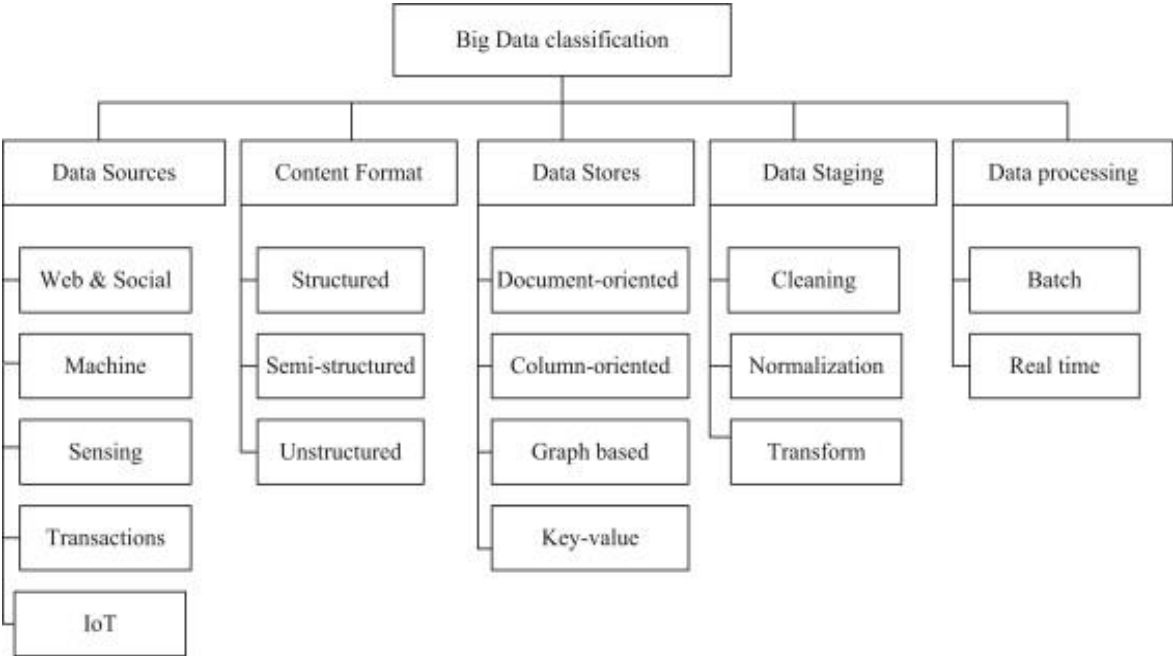 Big Data classification
Data Sources
Content Format
Data Stores
Data Staging
Data processing
Web & Social
Structured
Document-oriented
Cleaning
Batch
Machine
Semi-structured
Column-oriented
Normalization
Real time
Sensing
Unstructured
Graph based
Transform
Transactions
Key-value
IoT